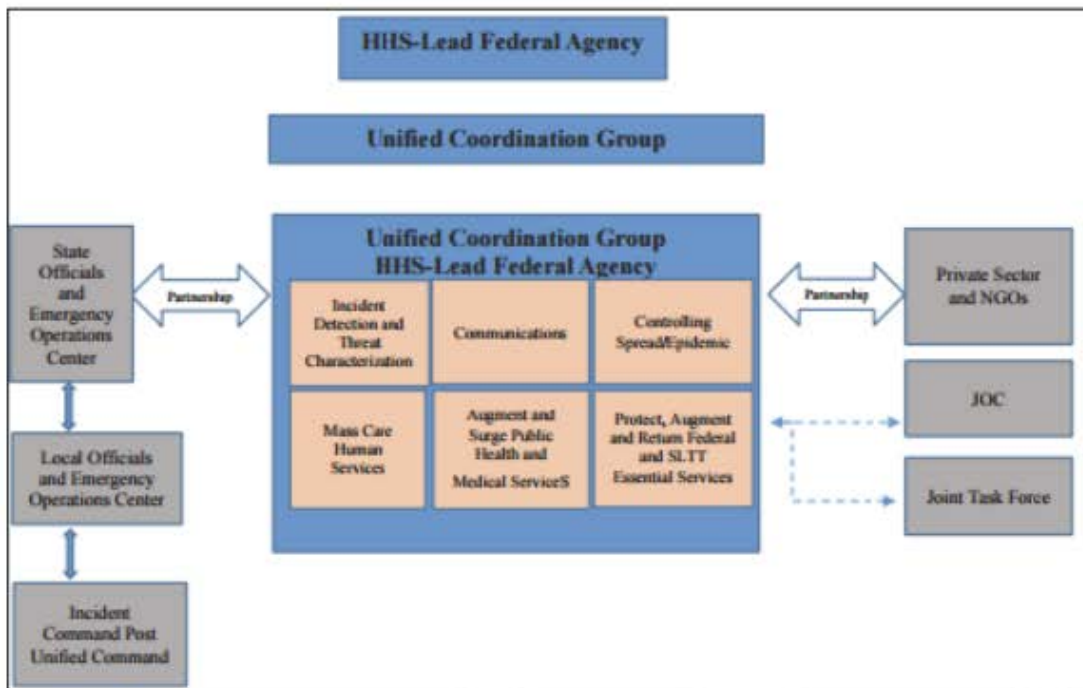 HHS-Lead Federal Agency
Unified Coordination Group
Unified Coordination Group
HHS-Lead Federal Agency
State
Officials
and
Emergency
Operations
Center
Partnership
Incident
Detection and
Threat
Characterization
Communications
Controlling
Spread/Epidemic
Partnership
Private Sector
and NGOs
Mass Care
Human
Services
Augment and
Surge Public
Health and
Medical ServiceS
Protect, Augment
and Return Federal
and SLTT
Essential Services
JOC
Local Officials
and Emergency
Operations Center
Joint Task Force
Incident
Command Post
Unified Command